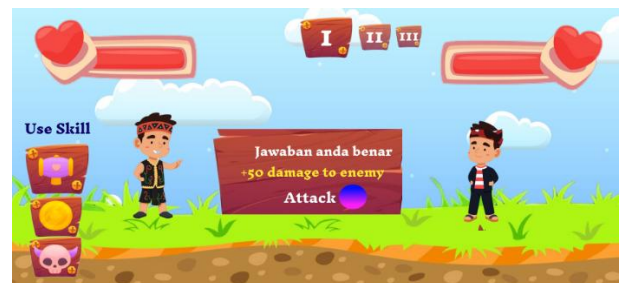 I II III
Use Skill
Jawaban anda benar
+50 damage to enemy
Attack